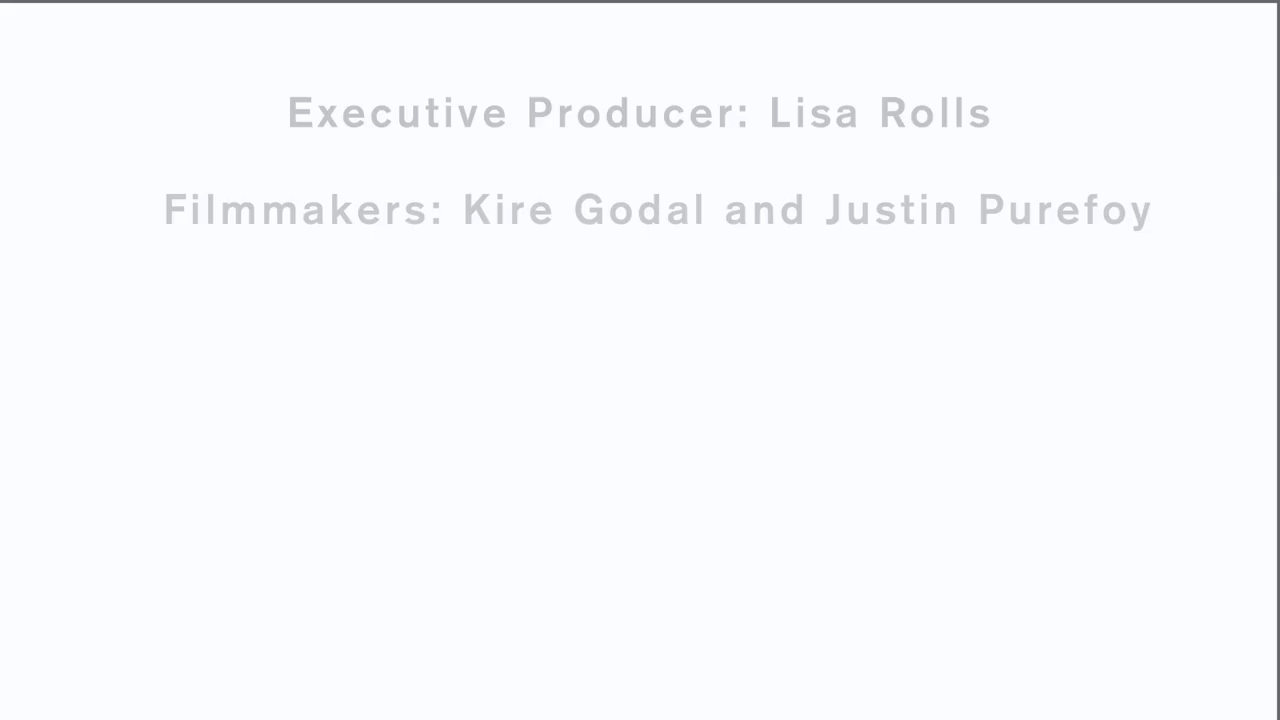 Executive Producer: Lisa Rolls
Filmmakers: Kire Godal and Justin Purefoy